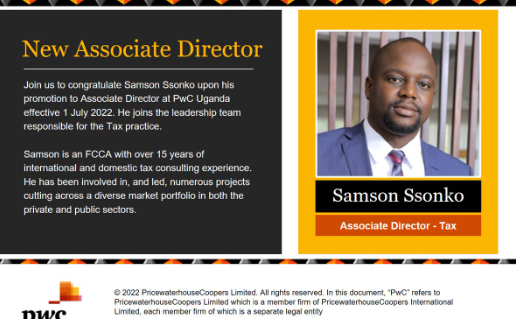 New Associate Director
Join us to congratulate Samson Ssonko upon his
promotion to Associate Director at PwC Uganda
effective 1 July 2022. He joins the leadership team
responsible for the Tax practice.
Samson is an FCCA with over 15 years of
international and domestic tax consulting experience.
He has been involved in, and led, numerous projects
cutting across a diverse market portfolio in both the
private and public sectors.
Samson Ssonko
Associate Director - Tax
pwc
© 2022 PricewaterhouseCoopers Limited. All rights reserved. In this document, "PwC" refers to
PricewaterhouseCoopers Limited which is a member firm of PricewaterhouseCoopers International
Limited, each member firm of which is a separate legal entity